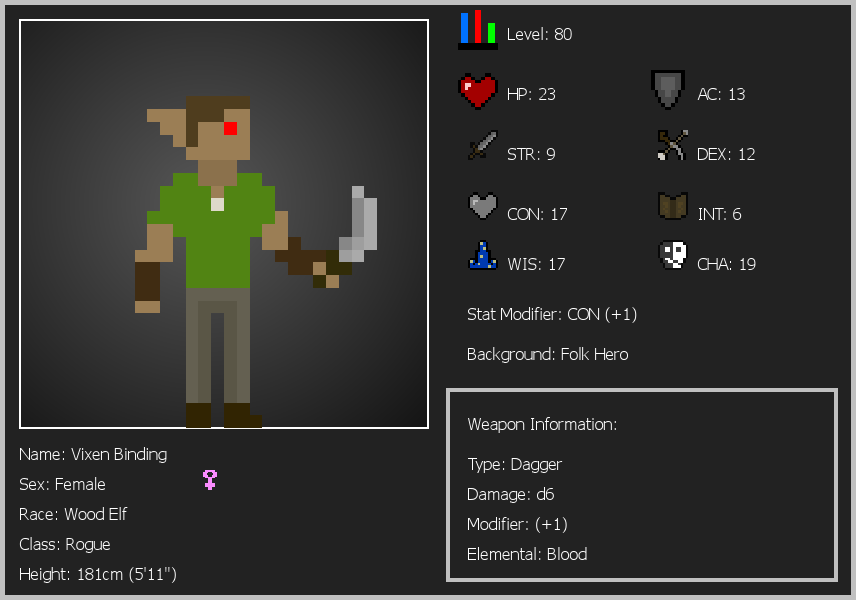 Level: 80
HP: 23
AC: 13
STR: 9
DEX: 12
CON: 17
INT: 6
WIS: 17
CHA: 19
Stat Modifier: CON (+1)
Background: Folk Hero
Weapon Information:
Type: Dagger
Damage: d6
Modifier: (+1)
Elemental: Blood
Name: Vixen Binding
Sex: Female
Race: Wood Elf
Class: Rogue
Height: 181cm (5'11")